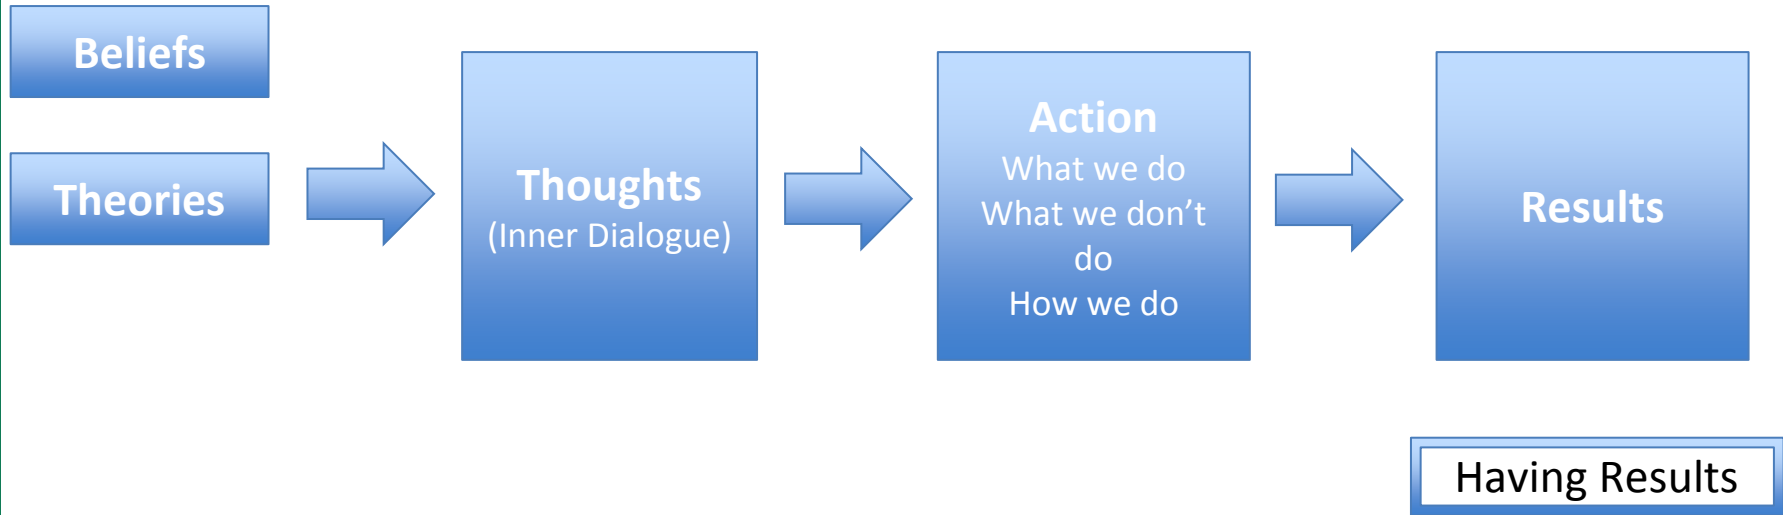 Beliefs
Theories
Thoughts
(Inner Dialogue)
Action
What we do
What we don’t
do
How we do
Results
Having Results